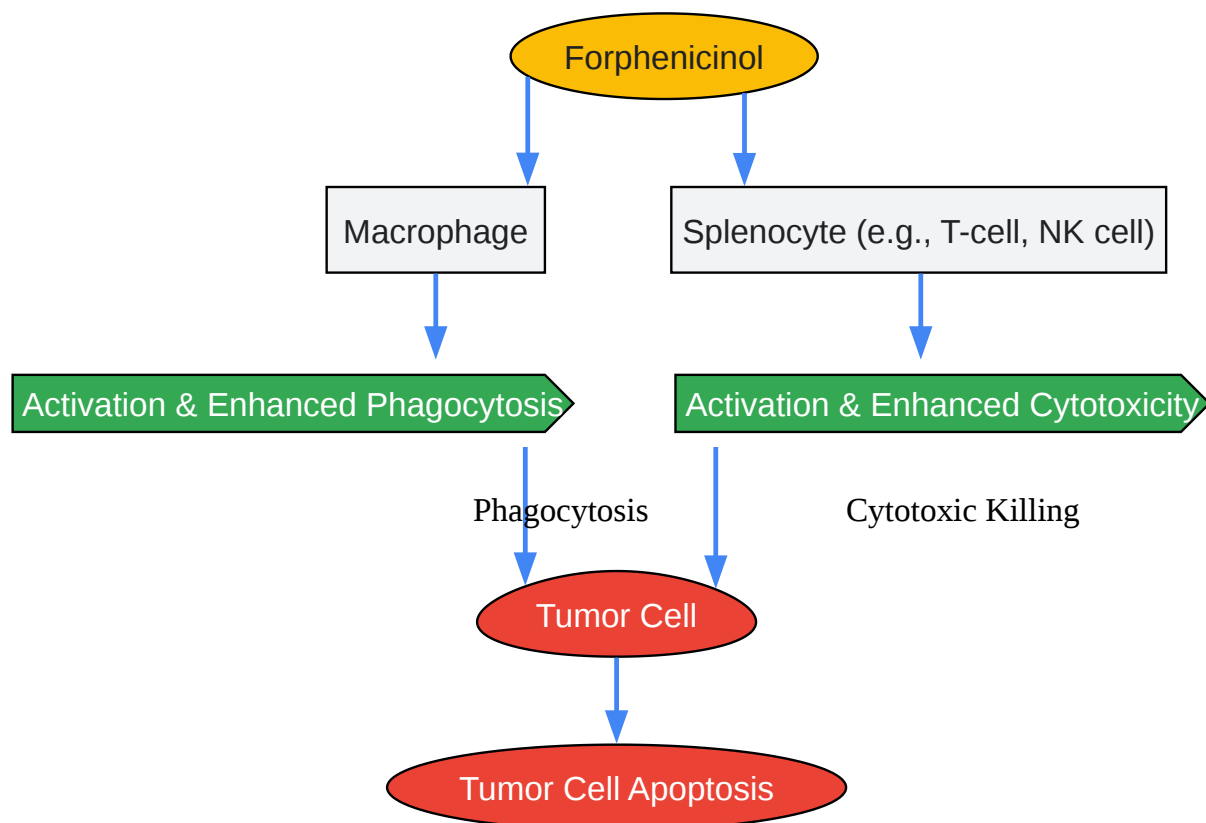 Forphenicinol
Macrophage
Splenocyte (e.g., T-cell, NK cell)
Activation & Enhanced Phagocytosis
Activation & Enhanced Cytotoxicity
Phagocytosis
Cytotoxic Killing
Tumor Cell
Tumor Cell Apoptosis